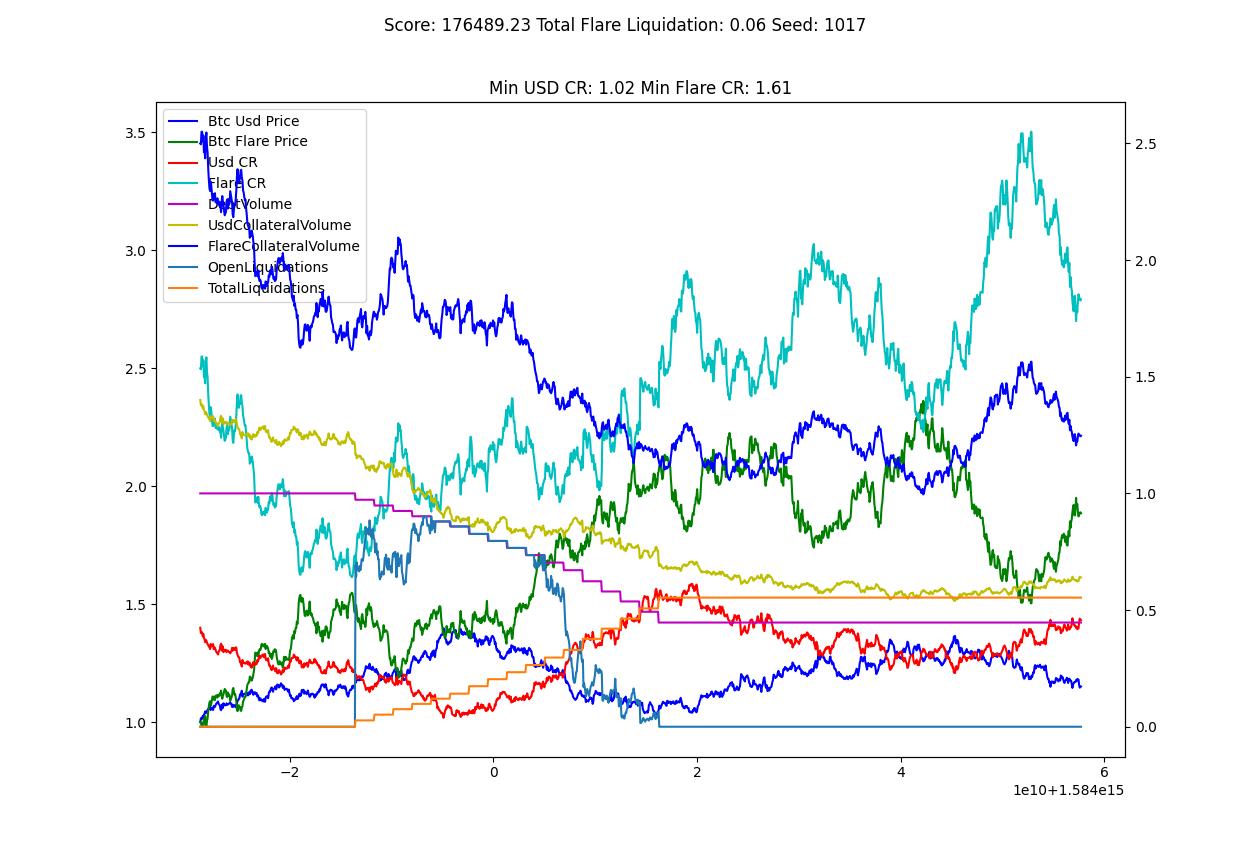 Score: 176489.23 Total Flare Liquidation: 0.06 Seed: 1017
Min USD CR: 1.02 Min Flare CR: 1.61
Btc Usd Price
Btc Flare Price
Usd CR
Flare CR
DebtVolume
UsdCollateralVolume
FlareCollateralVolume
OpenLiquidations
TotalLiquidations
3.5
3.0
2.5
2.0
1.5
1.0
2.5
2.0
1.5
1.0
0.5
0.0
−2 0 2 4 6
1e10+1.584e15